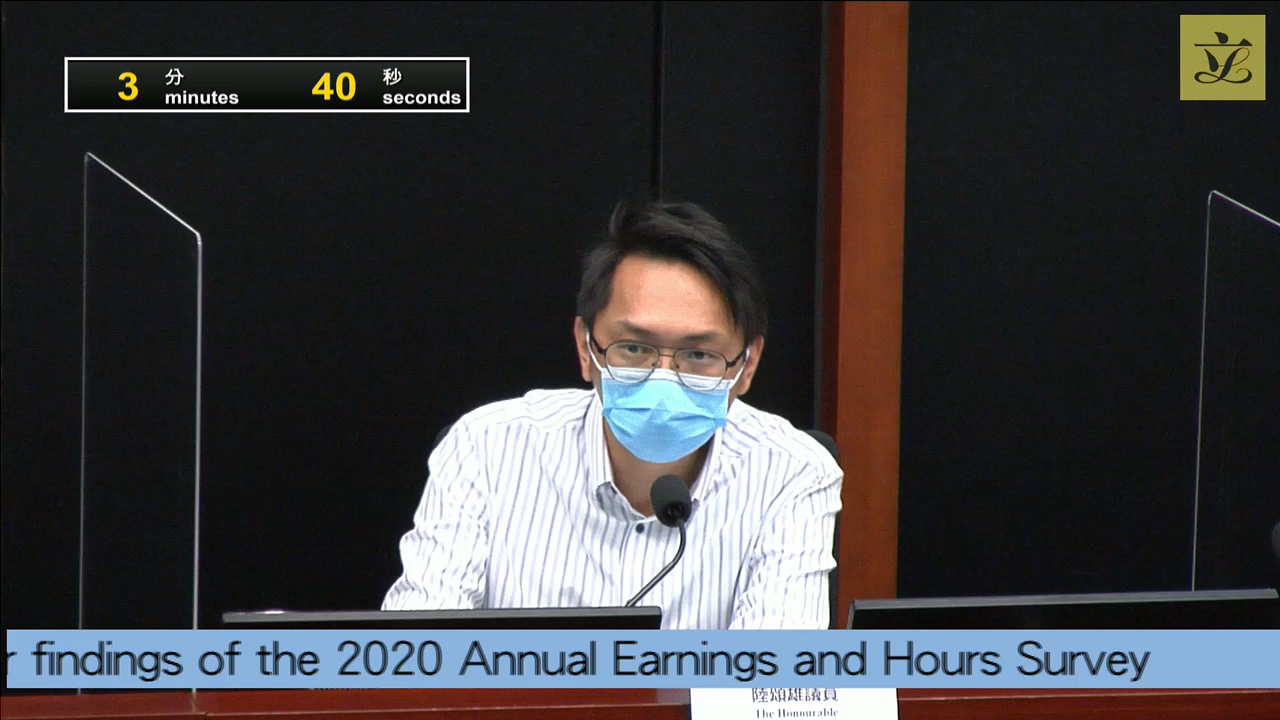 3 分 minutes 40 秒 seconds
r findings of the 2020 Annual Earnings and Hours Survey
陸頌雄議員
The Honourable